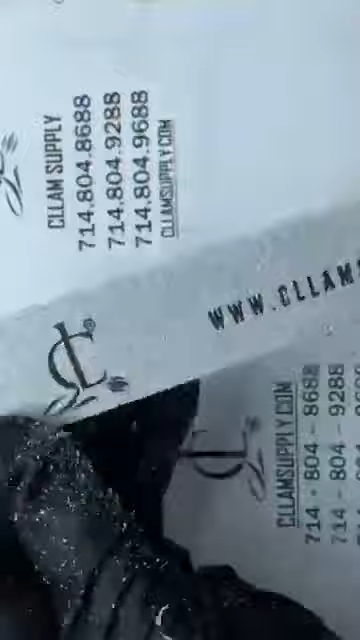 CLLAM SUPPLY
714.804.8688
714.804.9288
714.804.9688
CLLAMSUPPLY.COM
WWW.CLLAM
CL
CLLAMSUPPLY.COM
714 - 804 - 8688
714 - 804 - 9288